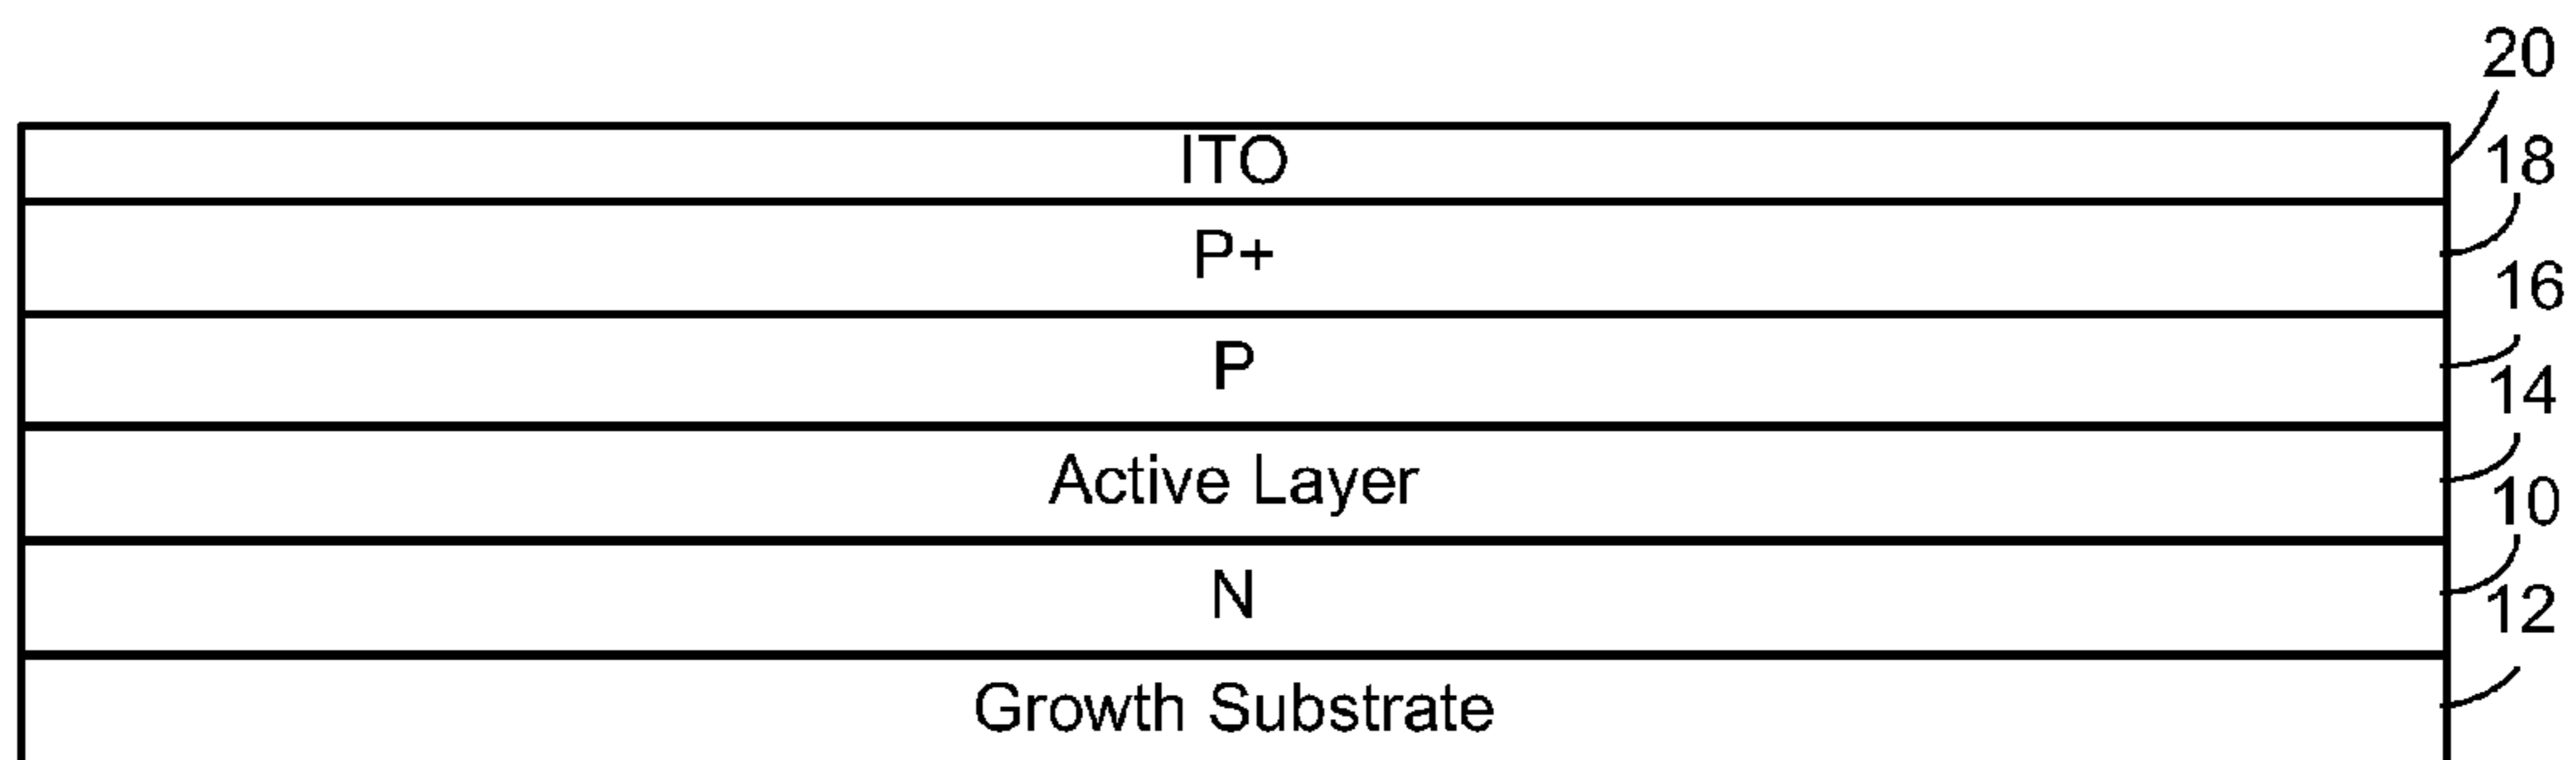 20
ITO
18
P+
16
P
14
Active Layer
10
N
12
Growth Substrate